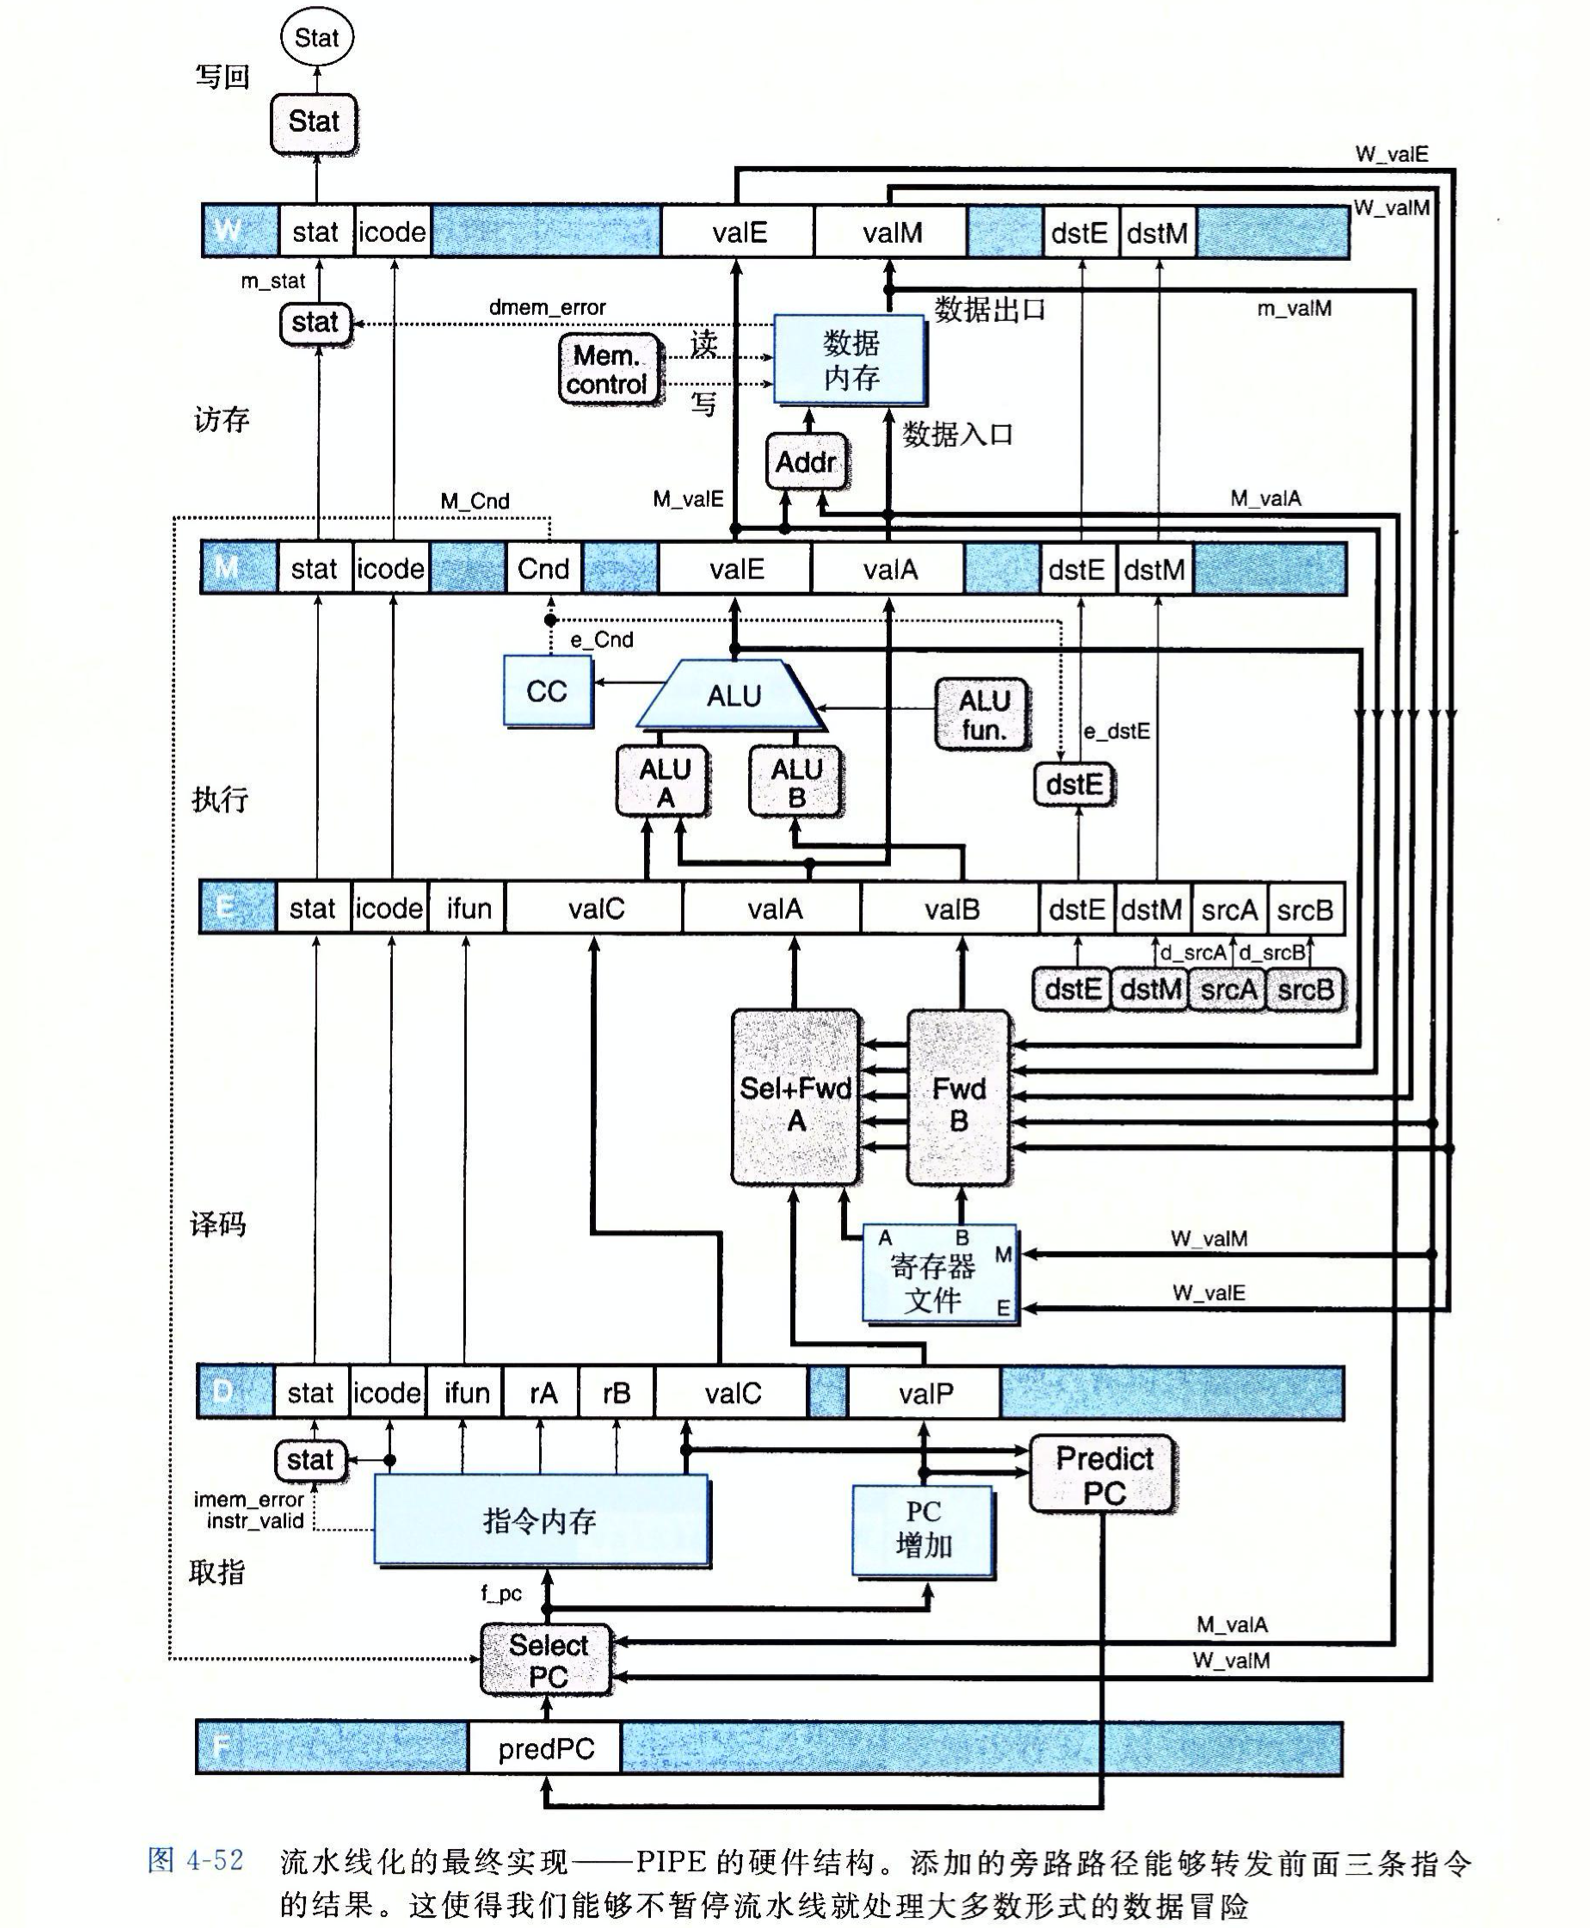 Stat
写回
Stat
W_valE
W_valM
W stat icode valE valM dstE dstM
m_stat
stat
dmem_error
数据出口
m_valM
Mem.
control
读
写
数据
内存
访存
数据入口
Addr
M_Cnd
M_valE
M_valA
M stat icode Cnd valE valA dstE dstM
e_Cnd
CC
ALU
ALU
fun.
e_dstE
ALU
A
ALU
B
dstE
执行
E stat icode ifun valC valA valB dstE dstM srcA srcB
d_srcA d_srcB
dstE dstM srcA srcB
Sel+Fwd
A
Fwd
B
译码
A B
M
E
寄存器
文件
W_valM
W_valE
D stat icode ifun rA rB valC valP
stat
Predict
PC
imem_error
instr_valid
指令内存
PC
增加
取指
f_pc
Select
PC
M_valA
W_valM
F predPC
图 4-52 流水线化的最终实现——PIPE 的硬件结构。添加的旁路路径能够转发前面三条指令
的结果。这使得我们能够不暂停流水线就处理大多数形式的数据冒险